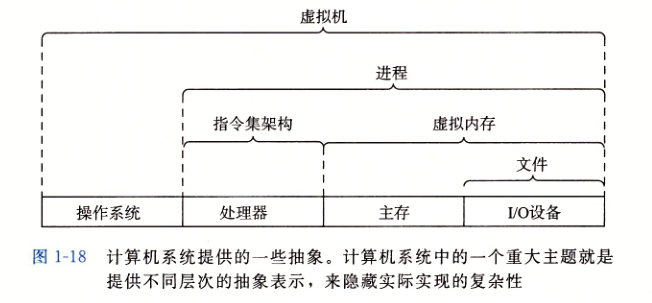 虚拟机
进程
指令集架构 虚拟内存
文件
操作系统 处理器 主存 I/O设备
图 1-18 计算机系统提供的一些抽象。计算机系统中的一个重大主题就是
提供不同层次的抽象表示，来隐藏实际实现的复杂性